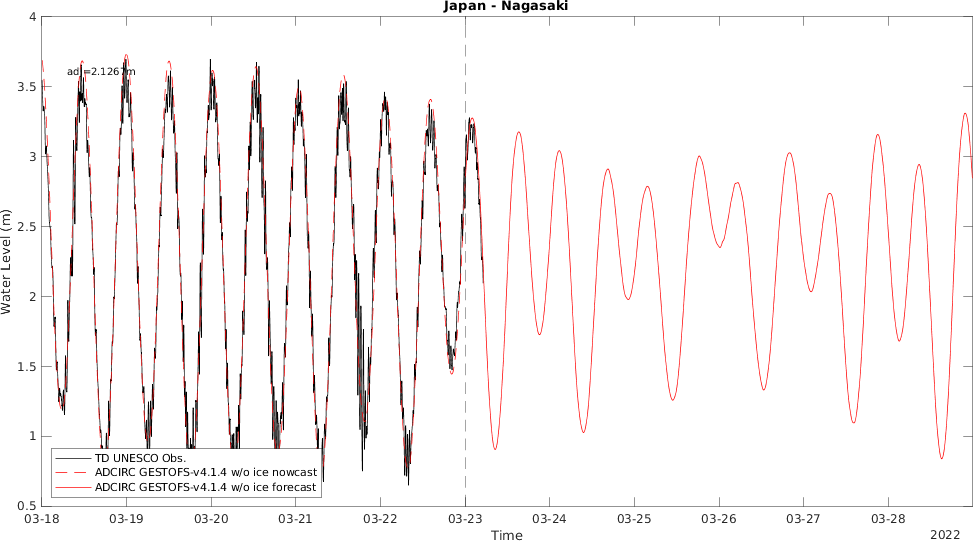 Japan - Nagasaki
adj=2.1267m
Water Level (m)
4
3.5
3
2.5
2
1.5
1
0.5
TD UNESCO Obs.
ADCIRC GESTOFS-v4.1.4 w/o ice nowcast
ADCIRC GESTOFS-v4.1.4 w/o ice forecast
03-18 03-19 03-20 03-21 03-22 03-23 03-24 03-25 03-26 03-27 03-28
Time
2022